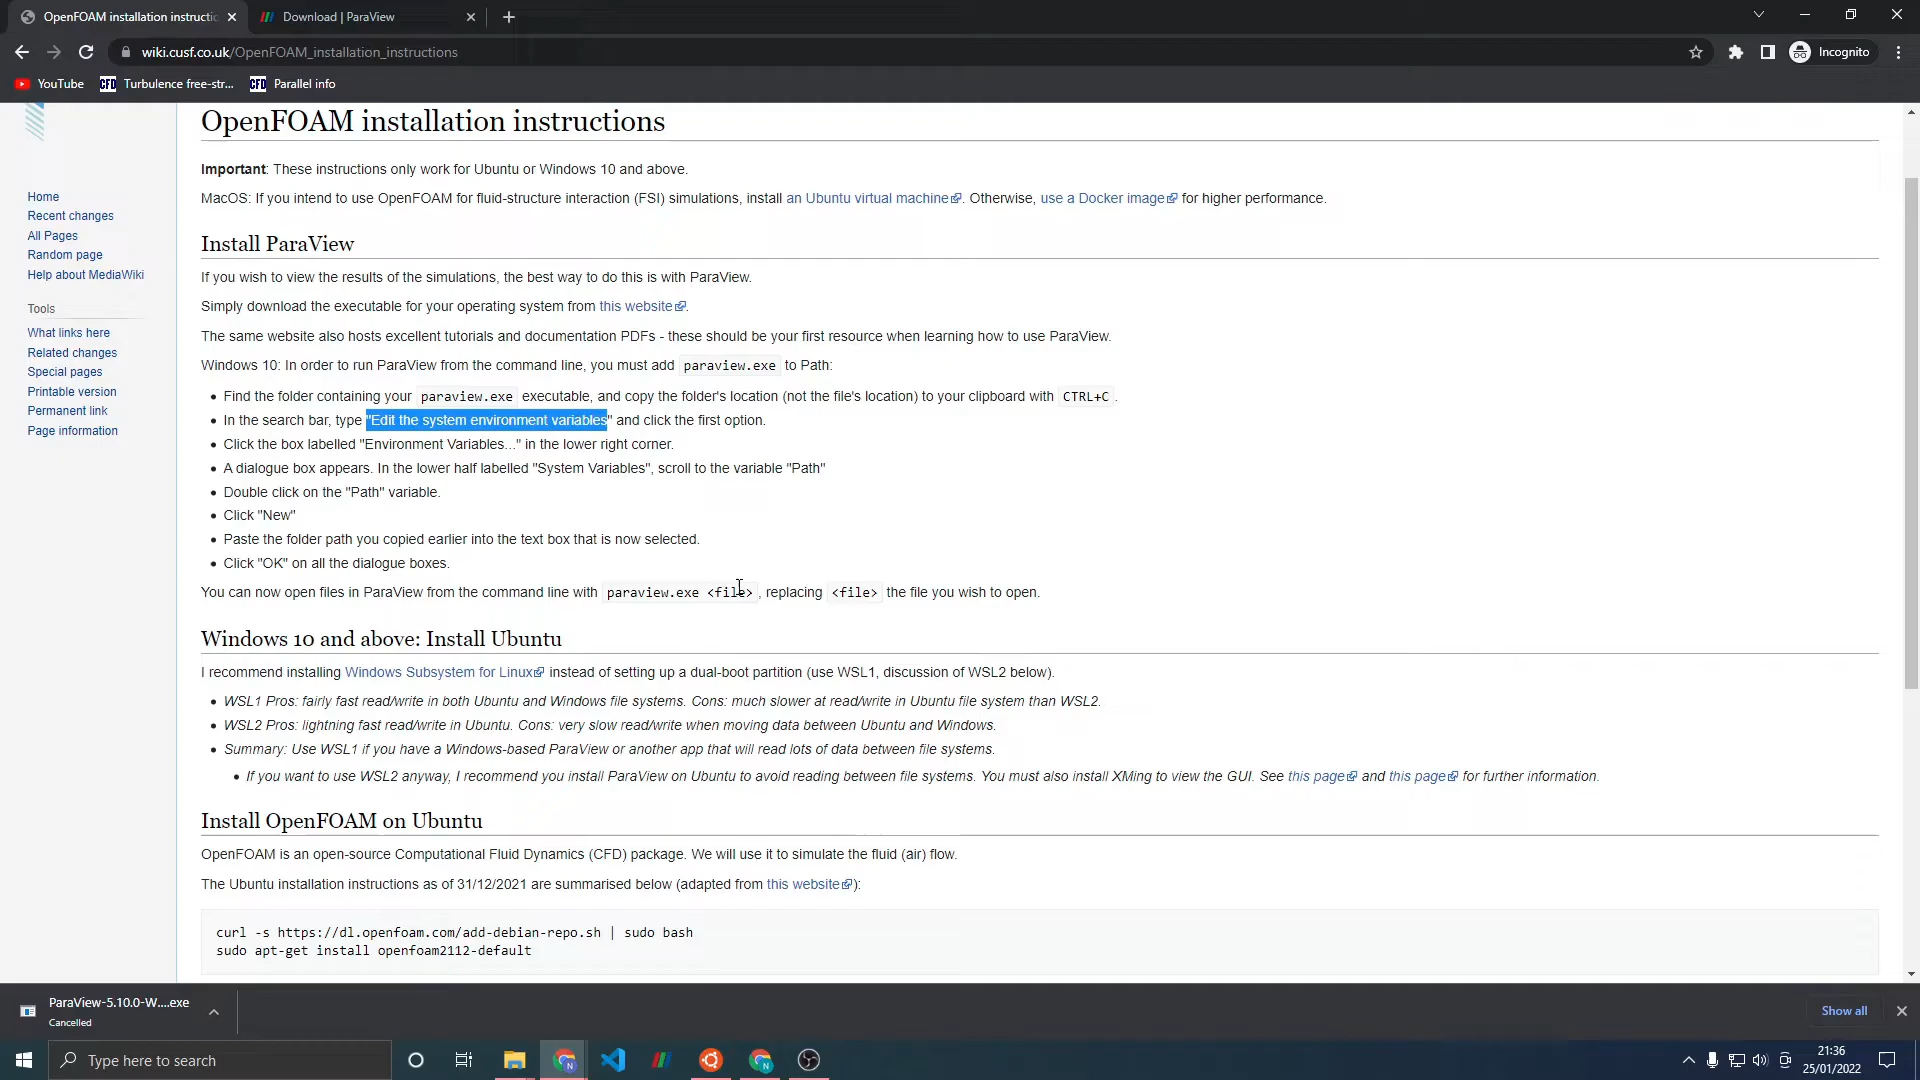 OpenFOAM installation instructio
Download | ParaView
wiki.cusf.co.uk/OpenFOAM_installation_instructions
Incognito
YouTube
CFD Turbulence free-str...
CFD Parallel info
OpenFOAM installation instructions
Important: These instructions only work for Ubuntu or Windows 10 and above.
MacOS: If you intend to use OpenFOAM for fluid-structure interaction (FSI) simulations, install an Ubuntu virtual machine. Otherwise, use a Docker image for higher performance.
Home
Recent changes
All Pages
Random page
Help about MediaWiki
Tools
What links here
Related changes
Special pages
Printable version
Permanent link
Page information
Install ParaView
If you wish to view the results of the simulations, the best way to do this is with ParaView.
Simply download the executable for your operating system from this website.
The same website also hosts excellent tutorials and documentation PDFs - these should be your first resource when learning how to use ParaView.
Windows 10: In order to run ParaView from the command line, you must add paraview.exe to Path:
• Find the folder containing your paraview.exe executable, and copy the folder's location (not the file's location) to your clipboard with CTRL+C.
• In the search bar, type "Edit the system environment variables" and click the first option.
• Click the box labelled "Environment Variables..." in the lower right corner.
• A dialogue box appears. In the lower half labelled "System Variables", scroll to the variable "Path"
• Double click on the "Path" variable.
• Click "New"
• Paste the folder path you copied earlier into the text box that is now selected.
• Click "OK" on all the dialogue boxes.
You can now open files in ParaView from the command line with paraview.exe <file>, replacing <file> the file you wish to open.
Windows 10 and above: Install Ubuntu
I recommend installing Windows Subsystem for Linux instead of setting up a dual-boot partition (use WSL1, discussion of WSL2 below).
• WSL1 Pros: fairly fast read/write in both Ubuntu and Windows file systems. Cons: much slower at read/write in Ubuntu file system than WSL2.
• WSL2 Pros: lightning fast read/write in Ubuntu. Cons: very slow read/write when moving data between Ubuntu and Windows.
• Summary: Use WSL1 if you have a Windows-based ParaView or another app that will read lots of data between file systems.
• If you want to use WSL2 anyway, I recommend you install ParaView on Ubuntu to avoid reading between file systems. You must also install XMing to view the GUI. See this page and this page for further information.
Install OpenFOAM on Ubuntu
OpenFOAM is an open-source Computational Fluid Dynamics (CFD) package. We will use it to simulate the fluid (air) flow.
The Ubuntu installation instructions as of 31/12/2021 are summarised below (adapted from this website):
curl -s https://dl.openfoam.com/add-debian-repo.sh | sudo bash
sudo apt-get install openfoam2112-default
ParaView-5.10.0-W....exe
Cancelled
Show all
Type here to search
21:36
25/01/2022